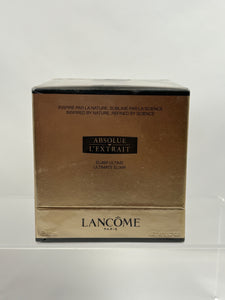 INSPIRÉ PAR LA NATURE, SUBLIMÉ PAR LA SCIENCE
INSPIRED BY NATURE, REFINED BY SCIENCE
ABSOLUE
L'EXTRAIT
ÉLIXIR ULTIME
ULTIMATE ÉLIXIR
LANCÔME
PARIS